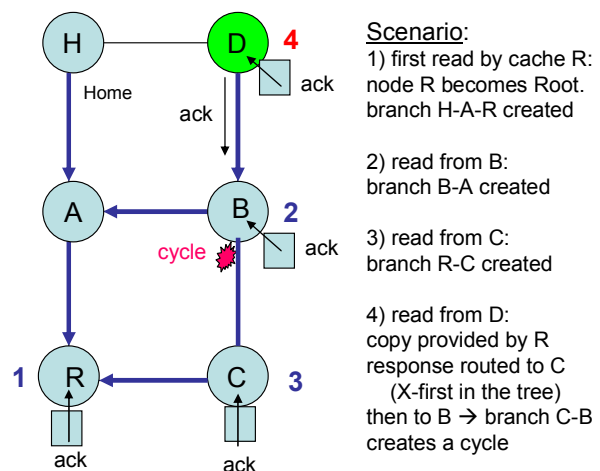 H
D
4
Home
ack
ack
A
B
2
cycle
ack
1
R
C
3
ack
ack
Scenario:
1) first read by cache R:
node R becomes Root.
branch H-A-R created
2) read from B:
branch B-A created
3) read from C:
branch R-C created
4) read from D:
copy provided by R
response routed to C
(X-first in the tree)
then to B → branch C-B
creates a cycle